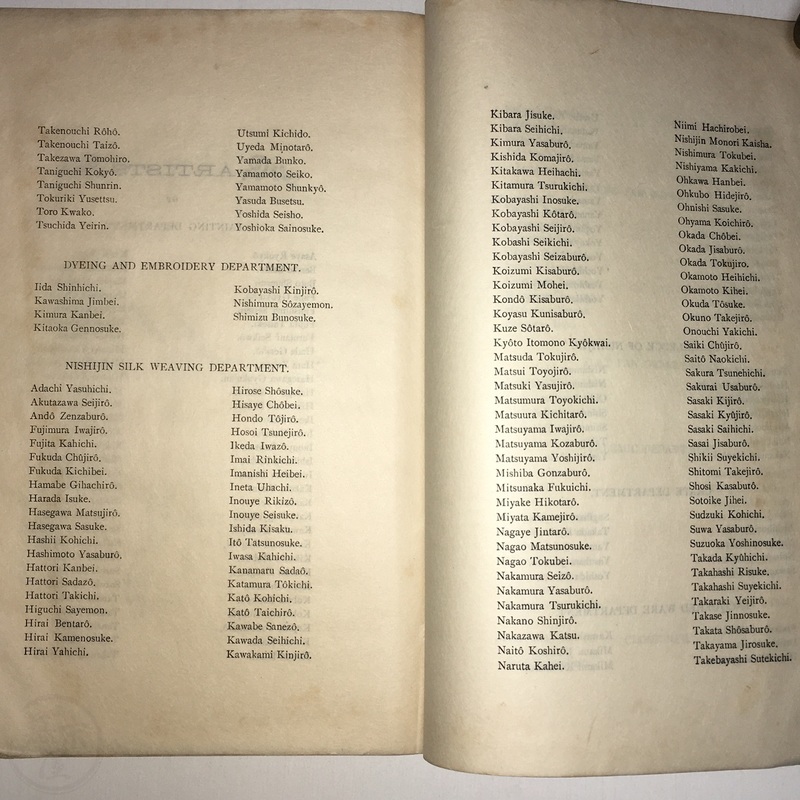 Takenouchi Rōhō.
Takenouchi Taizō.
Takezawa Tomohiro.
Taniguchi Kokyō.
Taniguchi Shunrin.
Tokuriki Yusettsu.
Toro Kwako.
Tsuchida Yeirin.
Utsumi Kichido.
Uyeda Minotarō.
Yamada Bunko.
Yamamoto Seiko.
Yamamoto Shunkyō.
Yasuda Busetsu.
Yoshida Seisho.
Yoshioka Sainosuke.
DYEING AND EMBROIDERY DEPARTMENT.
Iida Shinhichi.
Kawashima Jimbei.
Kimura Kanbei.
Kitaoka Gennosuke.
Kobayashi Kinjirō.
Nishimura Sōzayemon.
Shimizu Bunosuke.
NISHIJIN SILK WEAVING DEPARTMENT.
Adachi Yasuhichi.
Akutazawa Seijirō.
Andō Zenzaburō.
Fujimura Iwajirō.
Fujita Kahichi.
Fukuda Chūjirō.
Fukuda Kichibei.
Hamabe Gihachirō.
Harada Isuke.
Hasegawa Matsujirō.
Hasegawa Sasuke.
Hashii Kohichi.
Hashimoto Yasaburō.
Hattori Kanbei.
Hattori Sadazō.
Hattori Takichi.
Higuchi Sayemon.
Hirai Bentarō.
Hirai Kamenosuke.
Hirai Yahichi.
Hirose Shōsuke.
Hisaye Chōbei.
Hondo Tōjirō.
Hosoi Tsunejirō.
Ikeda Iwazō.
Imai Rinkichi.
Imanishi Heibei.
Ineta Uhachi.
Inouye Rikizō.
Inouye Seisuke.
Ishida Kisaku.
Itō Tatsunosuke.
Iwasa Kahichi.
Kanamaru Sadaō.
Katamura Tōkichi.
Katō Kohichi.
Katō Taichirō.
Kawabe Sanezō.
Kawada Seihichi.
Kawakami Kinjirō.
Kibara Jisuke.
Kibara Seihichi.
Kimura Yasaburō.
Kishida Komajirō.
Kitakawa Heihachi.
Kitamura Tsurukichi.
Kobayashi Inosuke.
Kobayashi Kōtarō.
Kobayashi Seijirō.
Kobashi Seikichi.
Kobayashi Seizaburō.
Koizumi Kisaburō.
Koizumi Mohei.
Kondō Kisaburō.
Koyasu Kunisaburō.
Kuze Sōtarō.
Kyōto Itomono Kyōkwai.
Matsuda Tokujirō.
Matsui Toyojirō.
Matsuki Yasujirō.
Matsumura Toyokichi.
Matsuura Kichitarō.
Matsuyama Iwajirō.
Matsuyama Kozaburō.
Matsuyama Yoshijirō.
Mishiba Gonzaburō.
Mitsunaka Fukuichi.
Miyake Hikotarō.
Miyata Kamejirō.
Nagaye Jintarō.
Nagao Matsunosuke.
Nagao Tokubei.
Nakamura Seizō.
Nakamura Yasaburō.
Nakamura Tsurukichi.
Nakano Shinjirō.
Nakazawa Katsu.
Naitō Koshirō.
Naruta Kahei.
Niimi Hachirobei.
Nishijin Monori Kaisha.
Nishimura Tokubei.
Nishiyama Kakichi.
Ohkawa Hanbei.
Ohkubo Hidejirō.
Ohnishi Sasuke.
Ohyama Koichirō.
Okada Chōbei.
Okada Jisaburō.
Okada Tokujiro.
Okamoto Heihichi.
Okamoto Kihei.
Okuda Tōsuke.
Okuno Takejirō.
Onouchi Yakichi.
Saiki Chūjirō.
Saitō Naokichi.
Sakura Tsunehichi.
Sakurai Usaburō.
Sasaki Kijirō.
Sasaki Kyūjirō.
Sasaki Saihichi.
Sasai Jisaburō.
Shikii Suyekichi.
Shitomi Takejirō.
Shosi Kasaburō.
Sotoike Jihei.
Sudzuki Kohichi.
Suwa Yasaburō.
Suzuoka Yoshinosuke.
Takada Kyūhichi.
Takahashi Risuke.
Takahashi Suyekichi.
Takaraki Yeijirō.
Takase Jinnosuke.
Takata Shōsaburō.
Takayama Jirosuke.
Takebayashi Sutekichi.